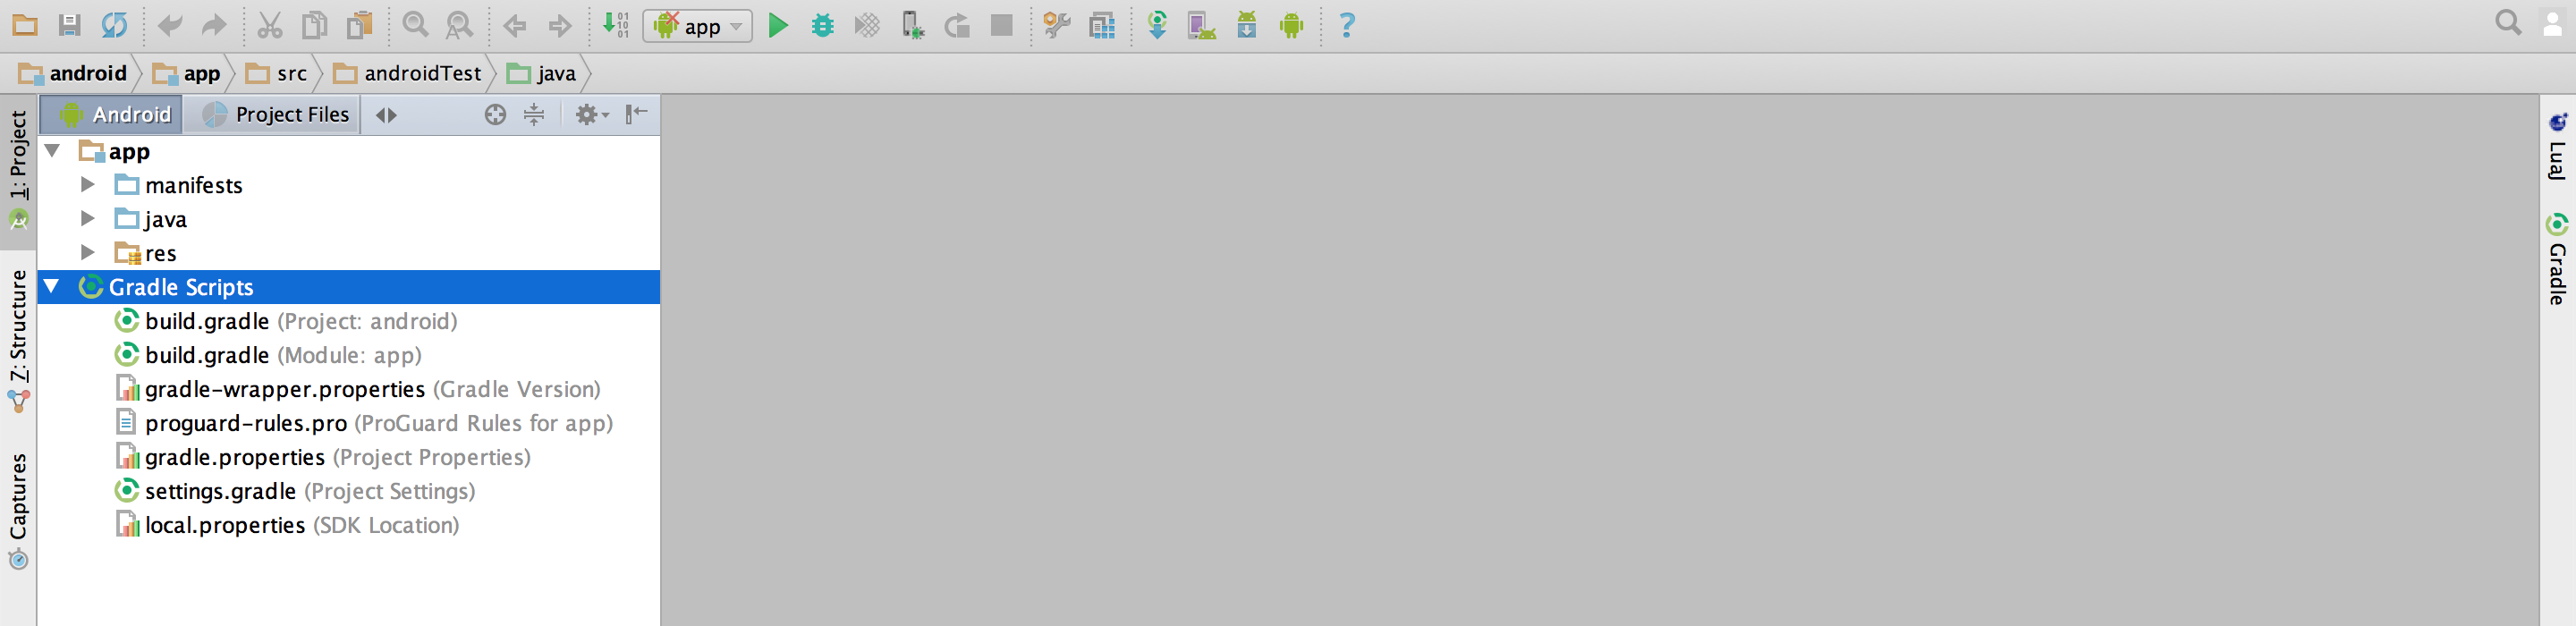 app
android app src androidTest java
Android Project Files
app
manifests
java
res
Gradle Scripts
build.gradle (Project: android)
build.gradle (Module: app)
gradle-wrapper.properties (Gradle Version)
proguard-rules.pro (ProGuard Rules for app)
gradle.properties (Project Properties)
settings.gradle (Project Settings)
local.properties (SDK Location)
1: Project
7: Structure
Captures
LuaJ
Gradle